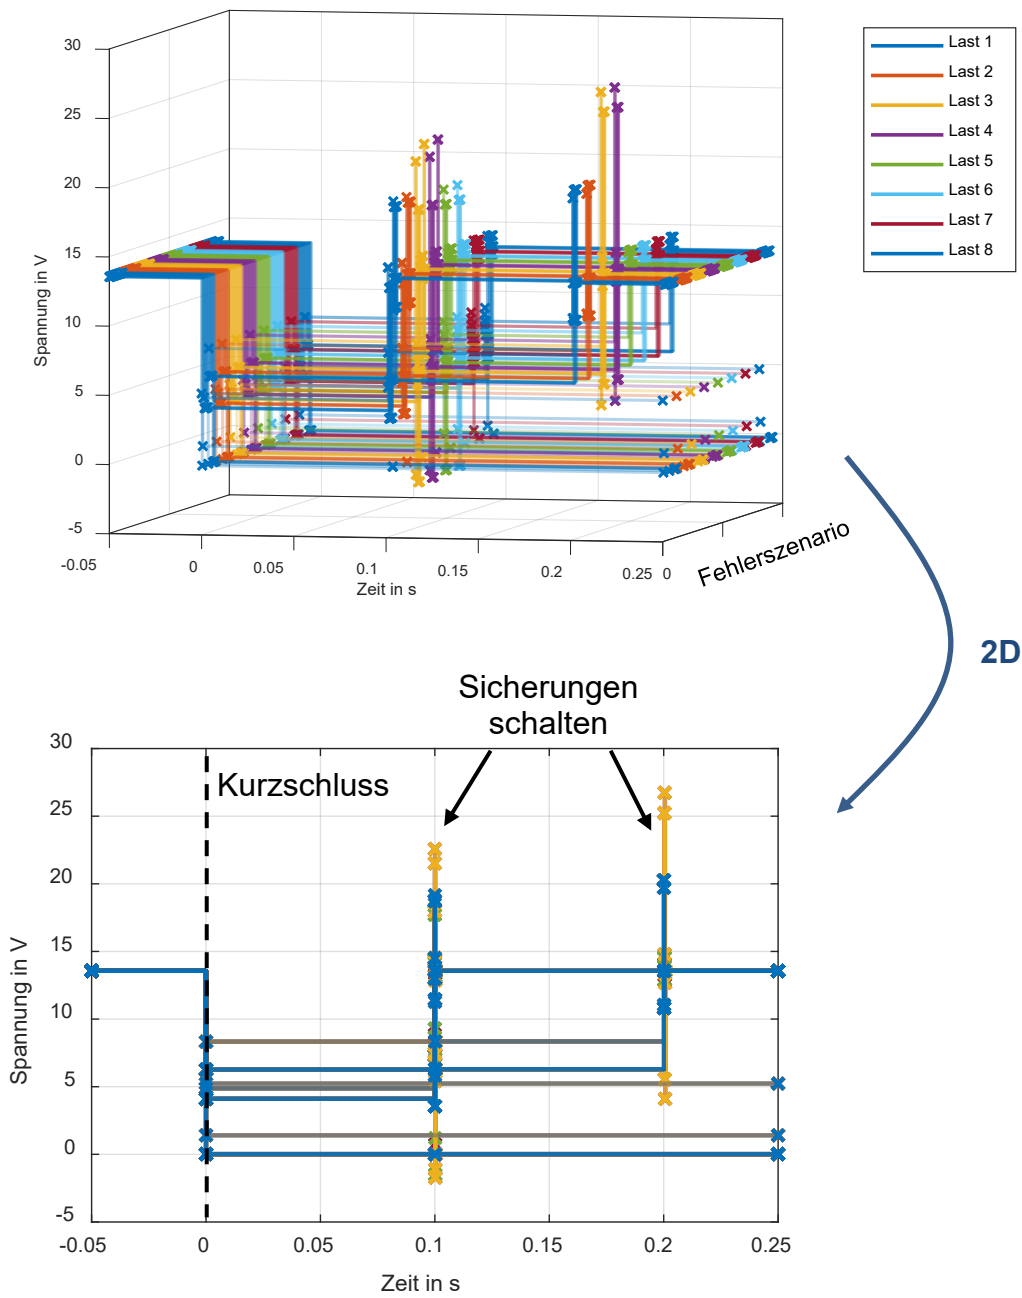 30
25
20
15
10
5
0
-5
Spannung in V
-0.05
0
0.05
0.1
0.15
0.2
0.25
0
Zeit in s
Fehlerszenario
Last 1
Last 2
Last 3
Last 4
Last 5
Last 6
Last 7
Last 8
2D
Sicherungen
schalten
Kurzschluss
30
25
20
15
10
5
0
-5
Spannung in V
-0.05
0
0.05
0.1
0.15
0.2
0.25
Zeit in s